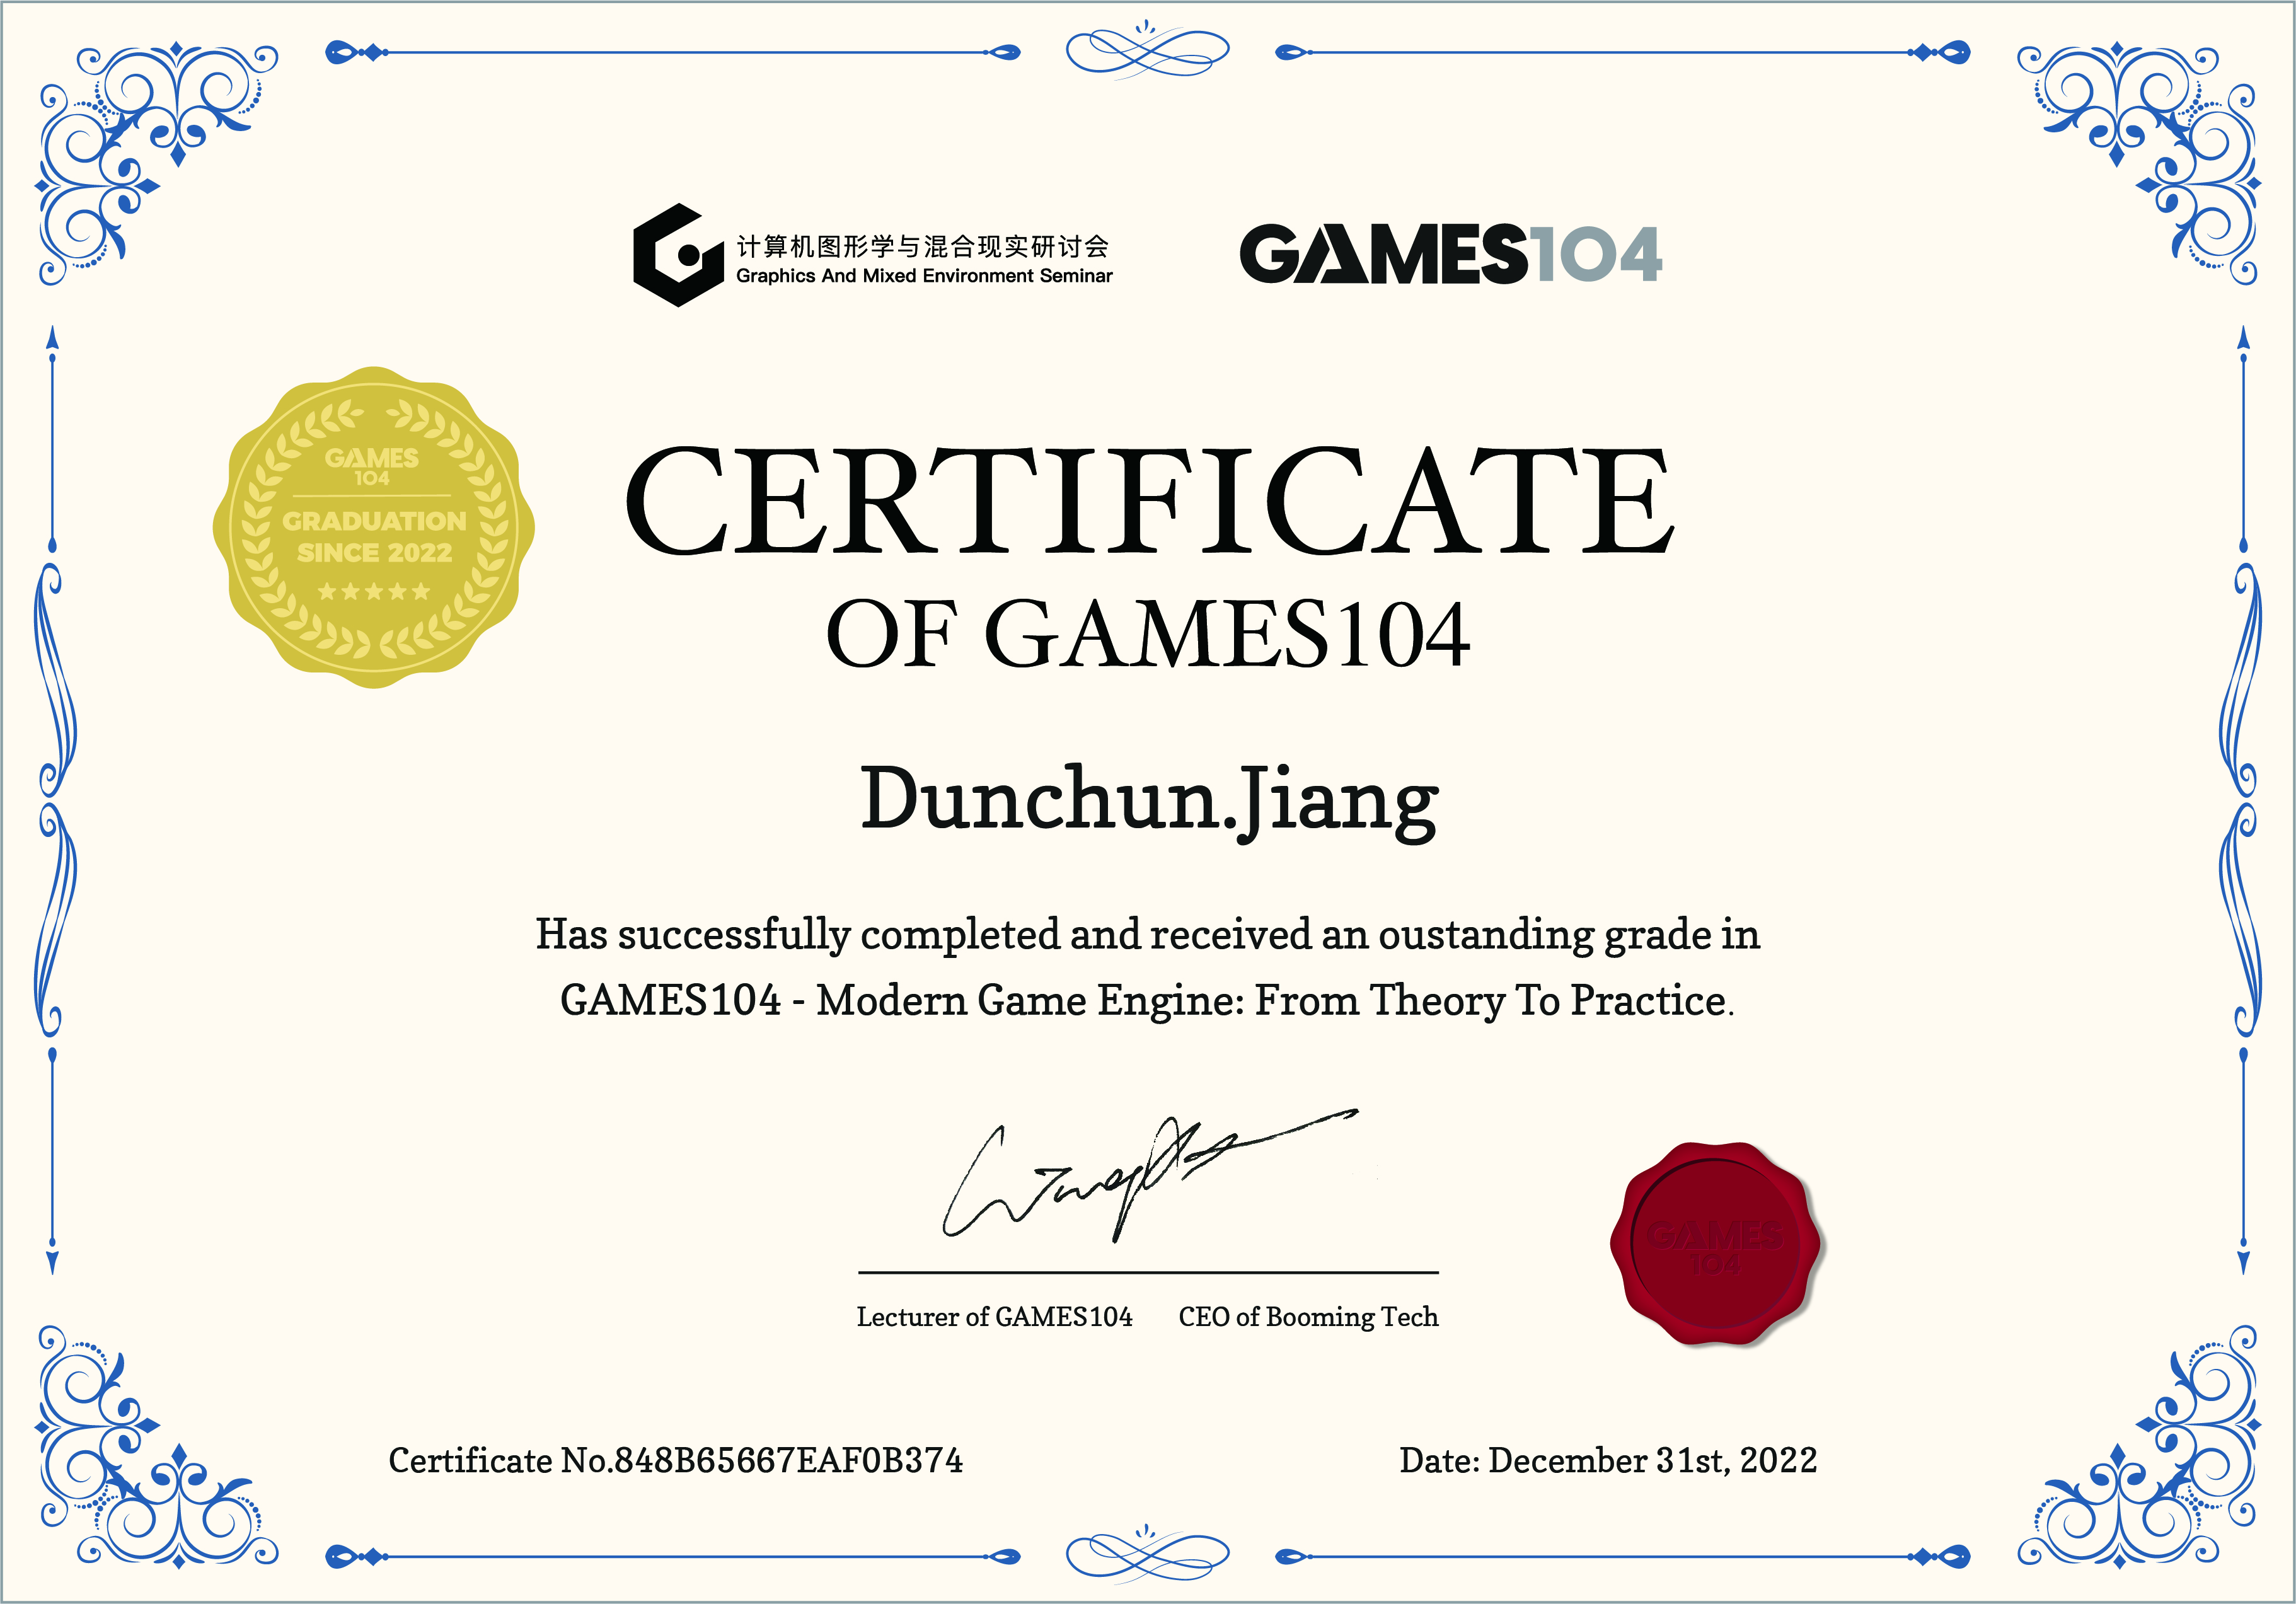 计算机图形学与混合现实研讨会
Graphics And Mixed Environment Seminar
GAMES104
GAMES
104
GRADUATION
SINCE 2022
CERTIFICATE
OF GAMES104
Dunchun.Jiang
Has successfully completed and received an oustanding grade in
GAMES104 - Modern Game Engine: From Theory To Practice.
Lecturer of GAMES104 CEO of Booming Tech
GAMES
104
Certificate No.848B65667EAF0B374
Date: December 31st, 2022